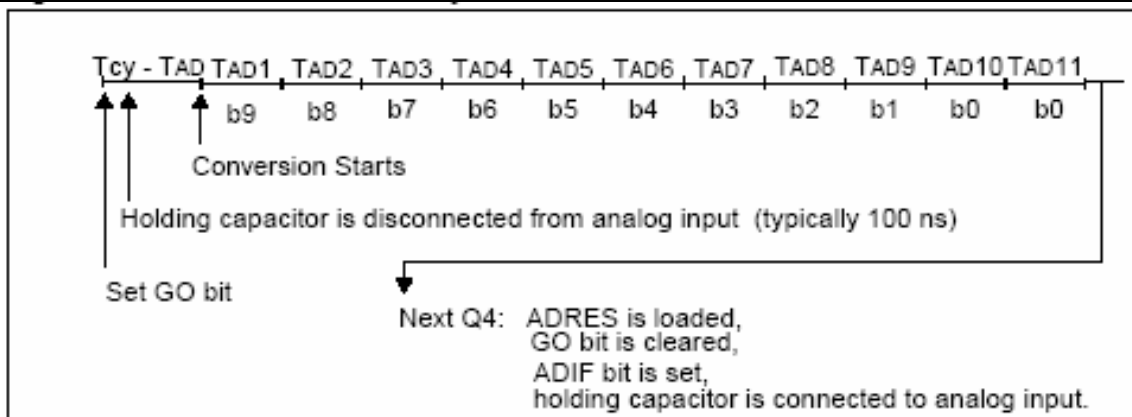 Tcy - TAD TAD1 TAD2 TAD3 TAD4 TAD5 TAD6 TAD7 TAD8 TAD9 TAD10 TAD11
b9 b8 b7 b6 b5 b4 b3 b2 b1 b0 b0
Conversion Starts
Holding capacitor is disconnected from analog input (typically 100 ns)
Set GO bit
Next Q4: ADRES is loaded,
GO bit is cleared,
ADIF bit is set,
holding capacitor is connected to analog input.